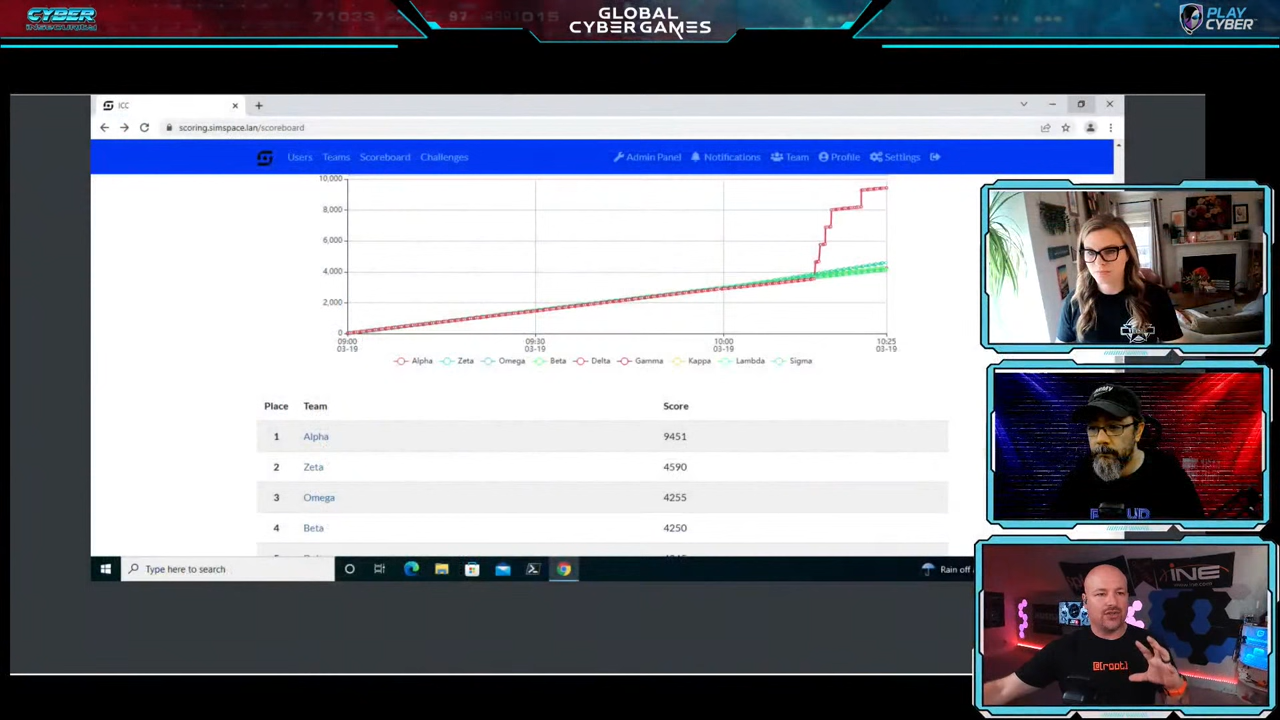 CYBER
INSECURITY
GLOBAL
CYBER GAMES
PLAY
CYBER
ICC
scoring.simspace.lan/scoreboard
Users Teams Scoreboard Challenges Admin Panel Notifications Team Profile Settings
10,000
8,000
6,000
4,000
2,000
0
09:00 09:30 10:00 10:25
03-19 03-19 03-19 03-19
Alpha Zeta Omega Beta Delta Gamma Kappa Lambda Sigma
Place Team Score
1 Alpha 9451
2 Zeta 4590
3 Omega 4255
4 Beta 4250
Type here to search
Rain off
iNE
@[root]